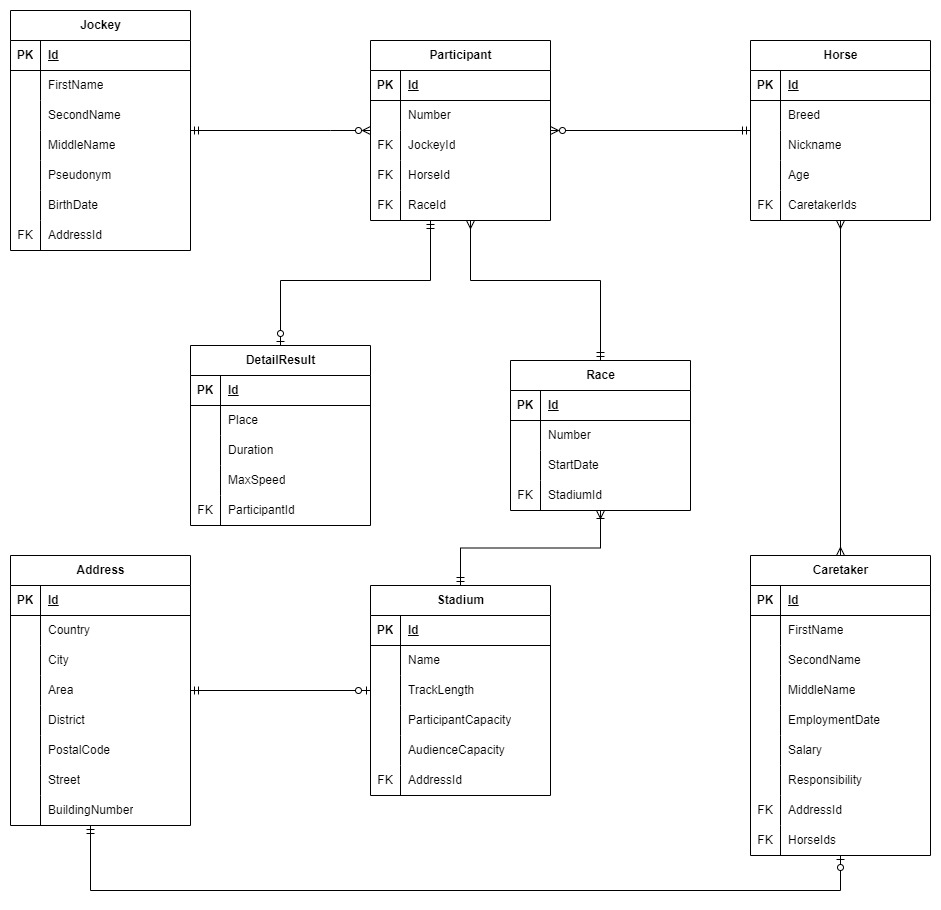 Jockey
PK Id
FirstName
SecondName
MiddleName
Pseudonym
BirthDate
FK AddressId
Participant
PK Id
Number
FK JockeyId
FK HorseId
FK RaceId
Horse
PK Id
Breed
Nickname
Age
FK CaretakerIds
DetailResult
PK Id
Place
Duration
MaxSpeed
FK ParticipantId
Race
PK Id
Number
StartDate
FK StadiumId
Address
PK Id
Country
City
Area
District
PostalCode
Street
BuildingNumber
Stadium
PK Id
Name
TrackLength
ParticipantCapacity
AudienceCapacity
FK AddressId
Caretaker
PK Id
FirstName
SecondName
MiddleName
EmploymentDate
Salary
Responsibility
FK AddressId
FK HorseIds